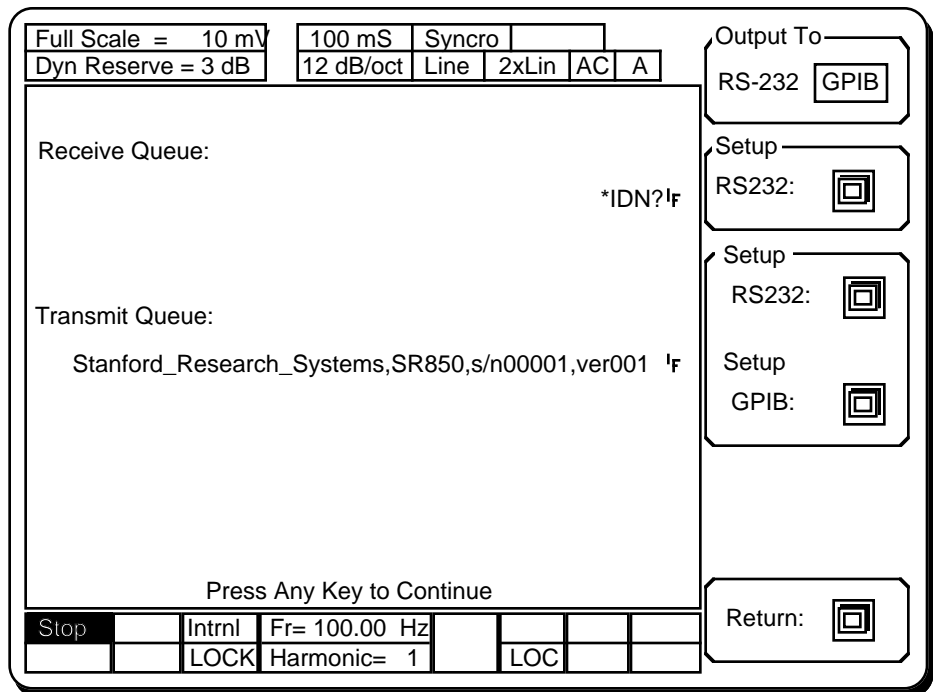 Full Scale = 10 mV 100 mS Syncro
Dyn Reserve = 3 dB 12 dB/oct Line 2xLin AC A
Receive Queue:
*IDN?LF
Transmit Queue:
Stanford_Research_Systems,SR850,s/n00001,ver001 LF
Press Any Key to Continue
Stop Intrnl Fr= 100.00 Hz
LOCK Harmonic= 1 LOC
Output To
RS-232 GPIB
Setup
RS232:
Setup
RS232:
Setup
GPIB:
Return: